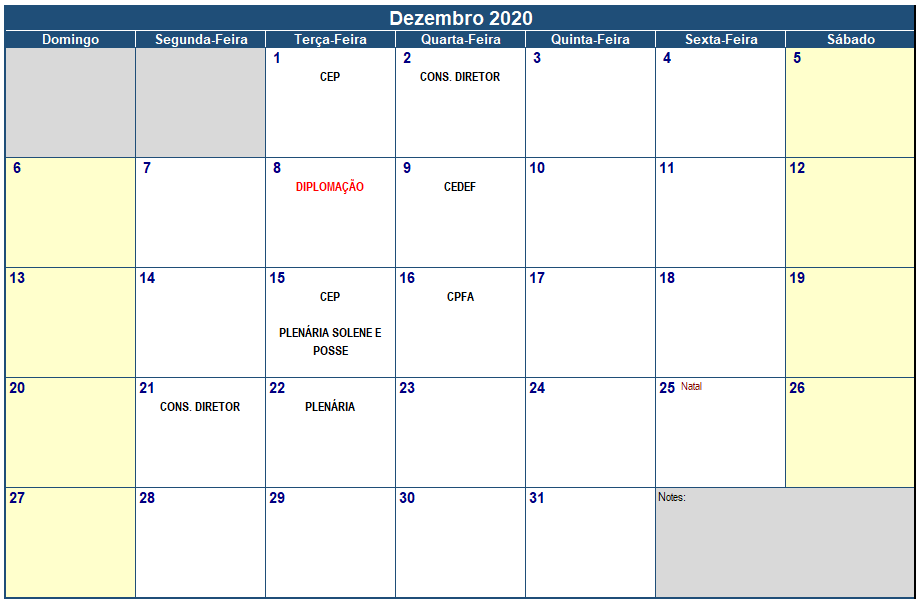 Dezembro 2020
Domingo Segunda-Feira Terça-Feira Quarta-Feira Quinta-Feira Sexta-Feira Sábado
1 2 3 4 5
CEP CONS. DIRETOR
6 7 8 9 10 11 12
DIPLOMAÇÃO CEDEF
13 14 15 16 17 18 19
CEP CPFA
PLENÁRIA SOLENE E
POSSE
20 21 22 23 24 25 Natal 26
CONS. DIRETOR PLENÁRIA
27 28 29 30 31 Notes: